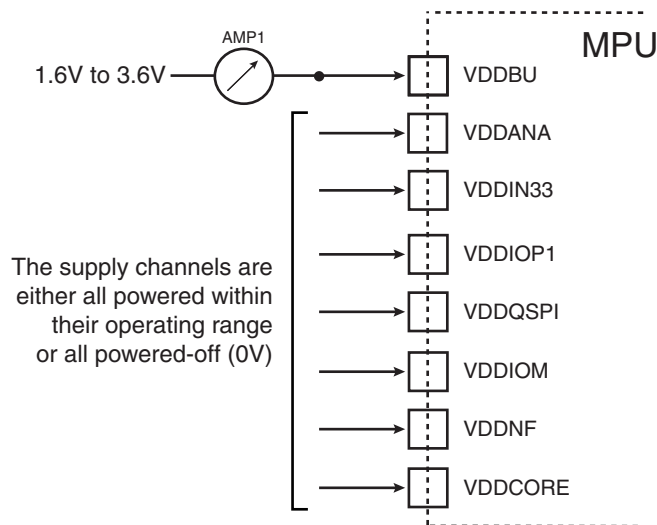 AMP1
MPU
1.6V to 3.6V
VDDBU
VDDANA
VDDIN33
VDDIOP1
The supply channels are
either all powered within
their operating range
or all powered-off (0V)
VDDQSPI
VDDIOM
VDDNF
VDDCORE